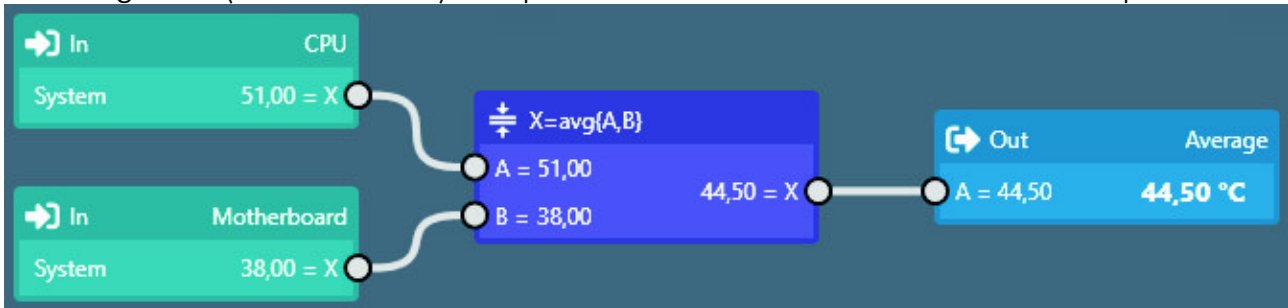 In CPU
System 51,00 = X
In Motherboard
System 38,00 = X
X=avg{A,B}
A = 51,00
44,50 = X
B = 38,00
Out Average
A = 44,50 44,50 °C